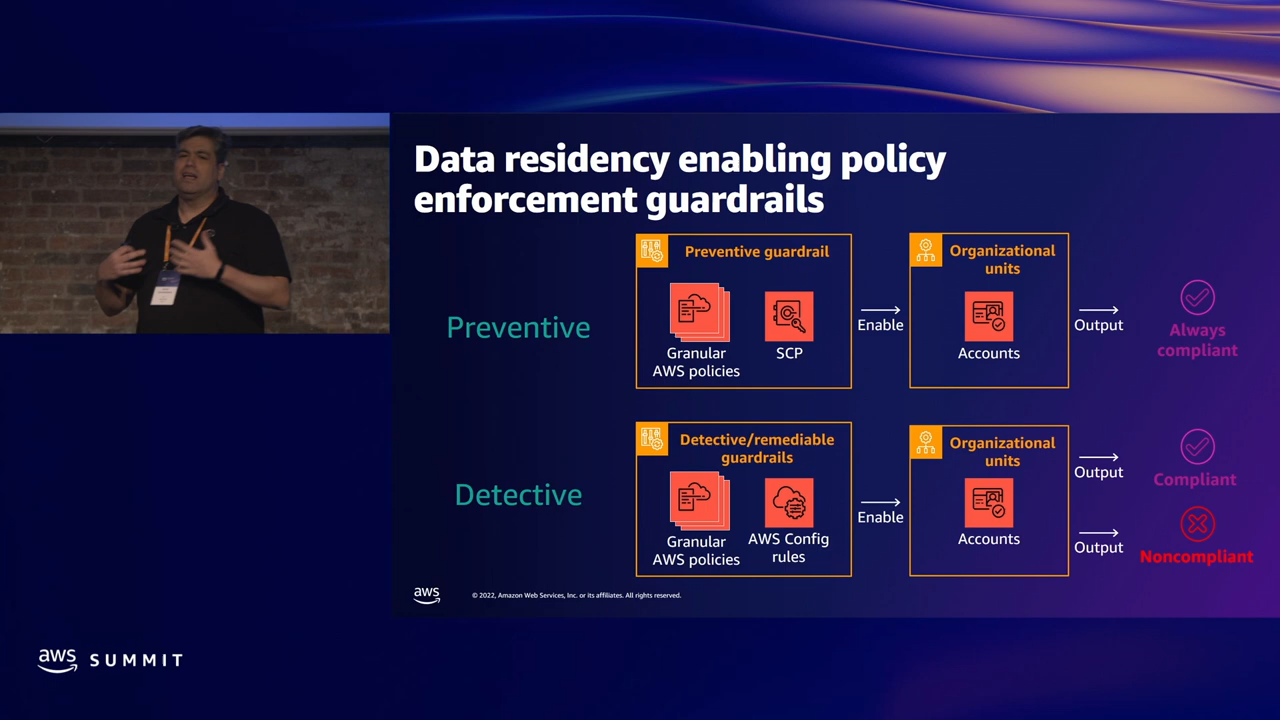 Data residency enabling policy
enforcement guardrails
Preventive
Preventive guardrail
Granular
AWS policies
SCP
Enable
Organizational
units
Accounts
Output
Always
compliant
Detective
Detective/remediable
guardrails
Granular
AWS policies
AWS Config
rules
Enable
Organizational
units
Accounts
Output
Compliant
Output
Noncompliant
aws
© 2022, Amazon Web Services, Inc. or its affiliates. All rights reserved.
aws SUMMIT